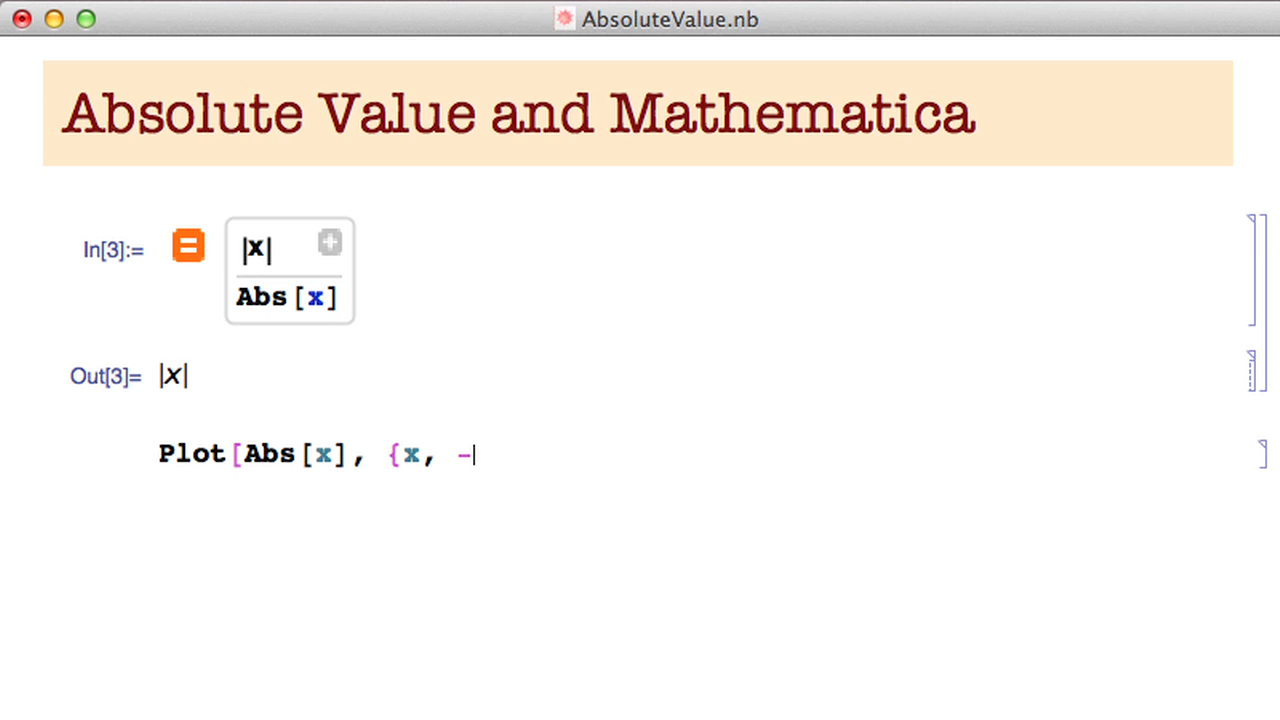 AbsoluteValue.nb
Absolute Value and Mathematica
In[3]:= |x|
Abs[x]
Out[3]= |x|
Plot[Abs[x], {x, -